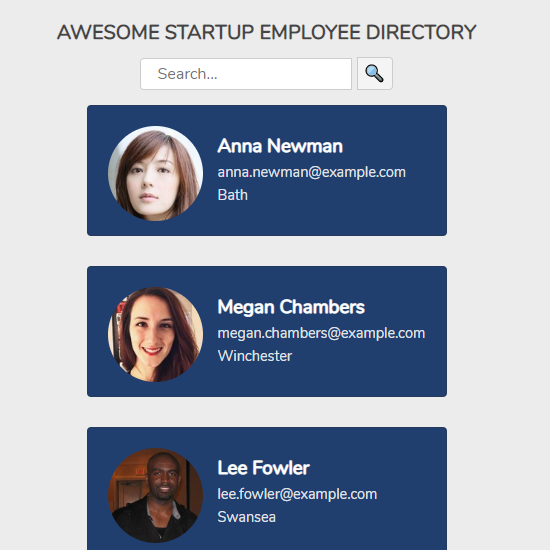 AWESOME STARTUP EMPLOYEE DIRECTORY
Search...
Anna Newman
anna.newman@example.com
Bath
Megan Chambers
megan.chambers@example.com
Winchester
Lee Fowler
lee.fowler@example.com
Swansea